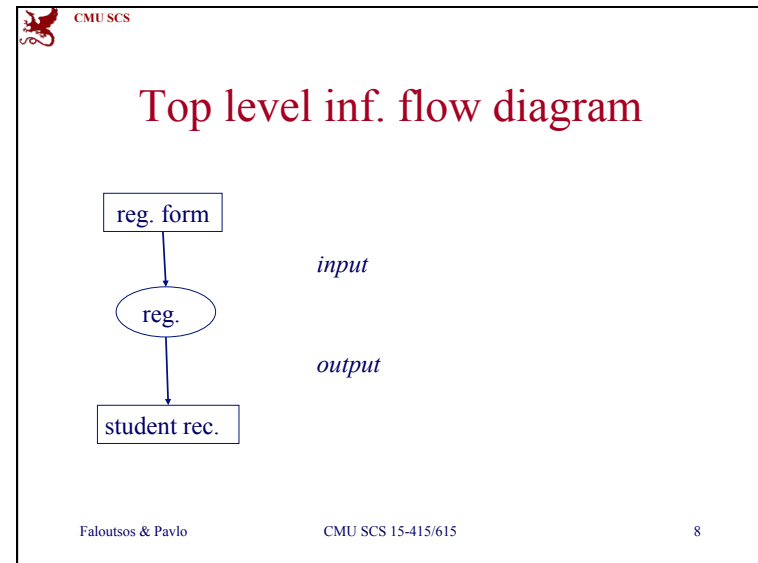 CMU SCS
Top level inf. flow diagram
reg. form
input
reg.
output
student rec.
Faloutsos & Pavlo CMU SCS 15-415/615 8